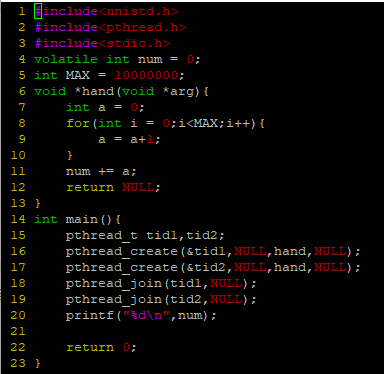 1 #include<unistd.h>
2 #include<pthread.h>
3 #include<stdio.h>
4 volatile int num = 0;
5 int MAX = 10000000;
6 void *hand(void *arg){
7     int a = 0;
8     for(int i = 0;i<MAX;i++){
9         a = a+1;
10     }
11     num += a;
12     return NULL;
13 }
14 int main(){
15     pthread_t tid1,tid2;
16     pthread_create(&tid1,NULL,hand,NULL);
17     pthread_create(&tid2,NULL,hand,NULL);
18     pthread_join(tid1,NULL);
19     pthread_join(tid2,NULL);
20     printf("%d\n",num);
21
22     return 0;
23 }